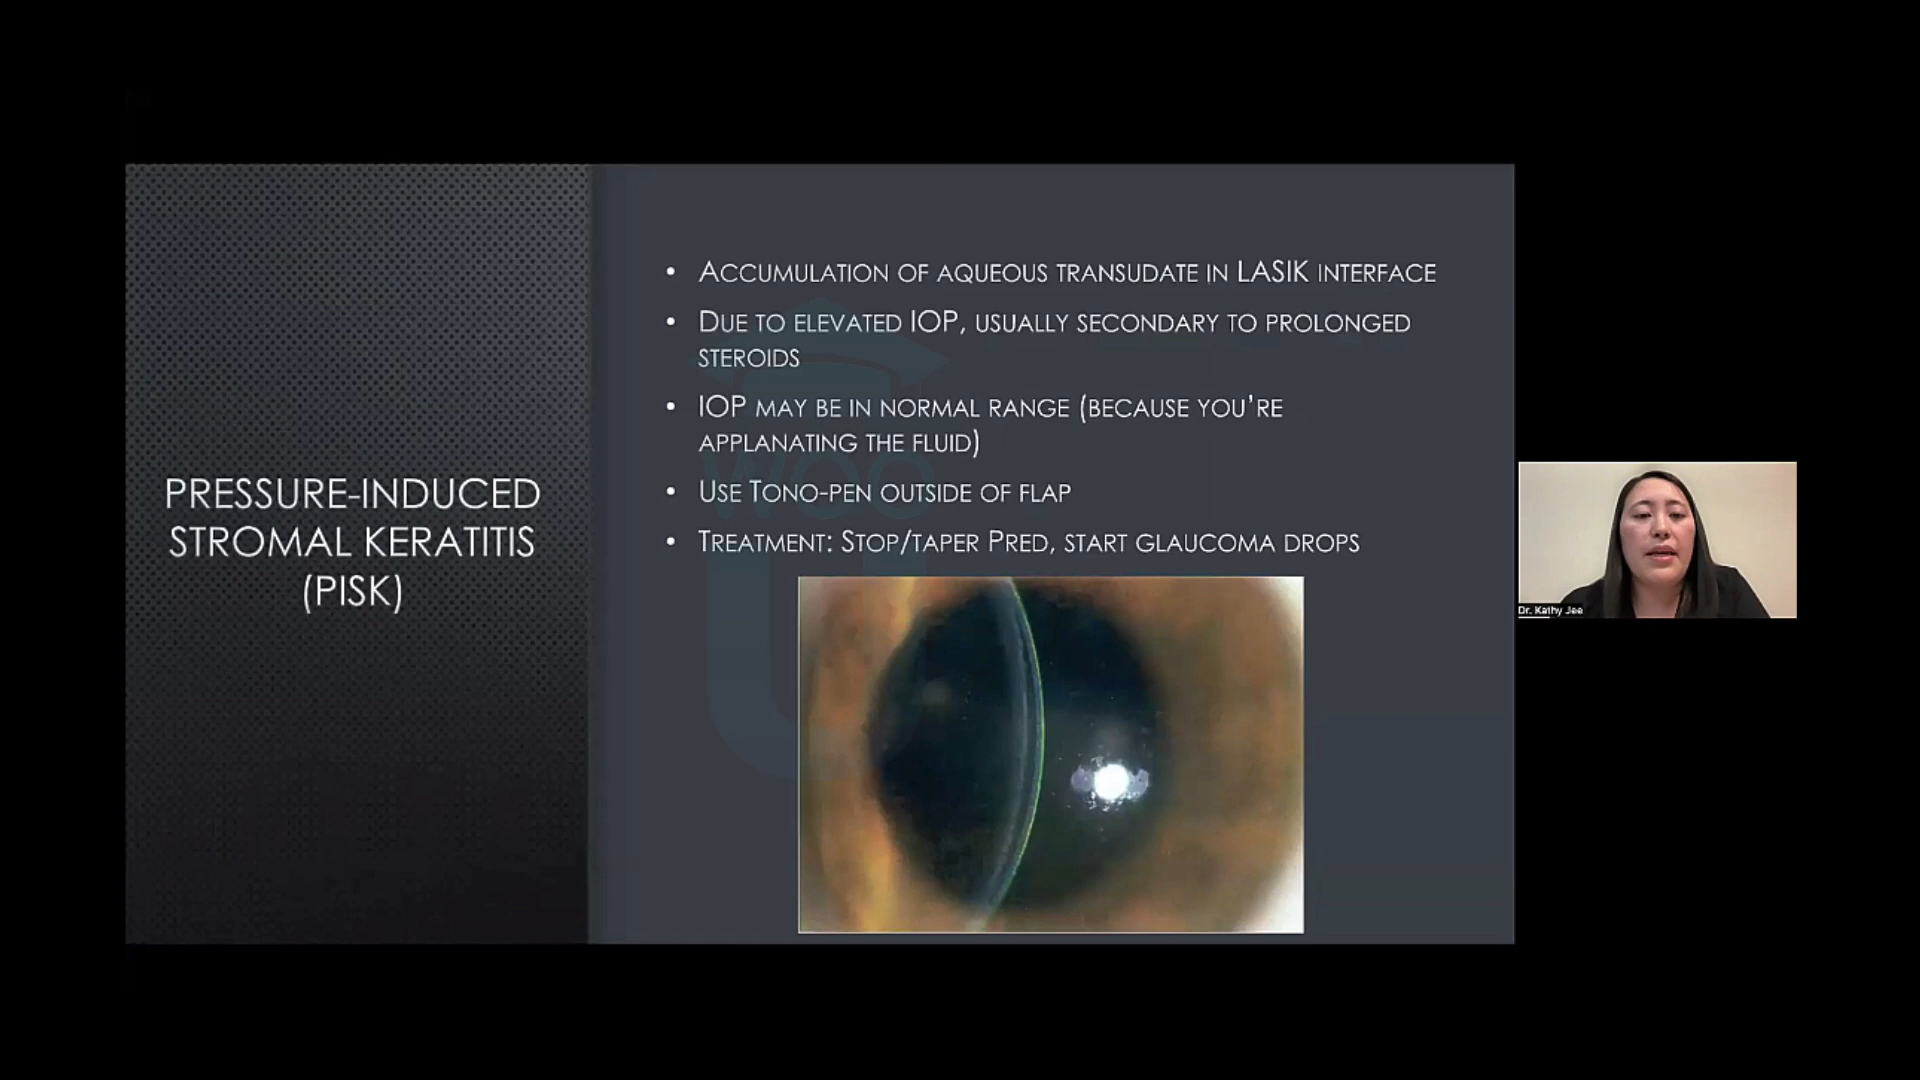 PRESSURE-INDUCED
STROMAL KERATITIS
(PISK)
• ACCUMULATION OF AQUEOUS TRANSUDATE IN LASIK INTERFACE
• DUE TO ELEVATED IOP, USUALLY SECONDARY TO PROLONGED
STEROIDS
• IOP MAY BE IN NORMAL RANGE (BECAUSE YOU'RE
APPLANATING THE FLUID)
• USE TONO-PEN OUTSIDE OF FLAP
• TREATMENT: STOP/TAPER PRED, START GLAUCOMA DROPS
WOO
Dr. Kathy Jee